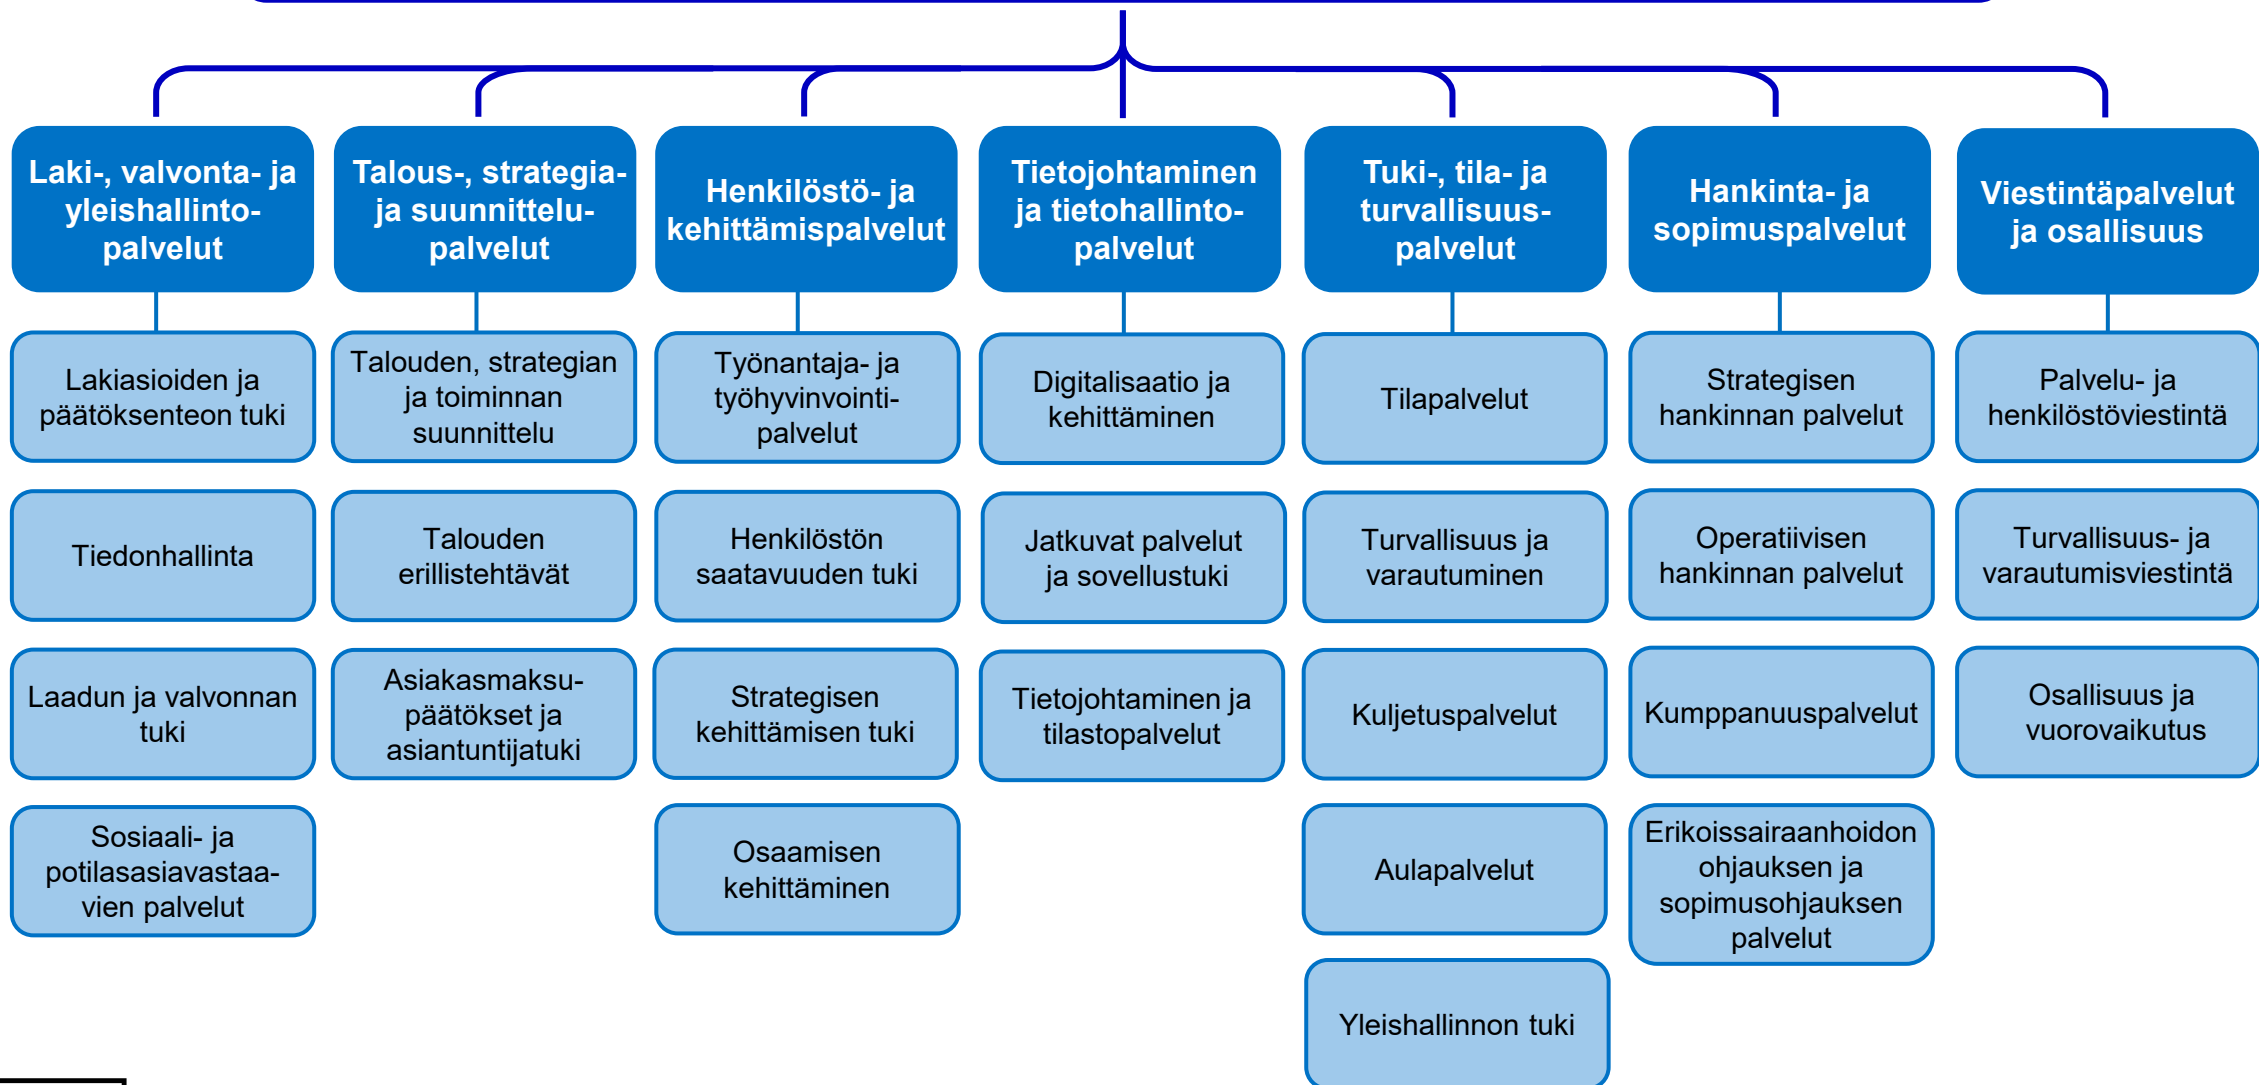 Laki-, valvonta- ja
yleishallinto-
palvelut
Talous-, strategia-
ja suunnittelu-
palvelut
Henkilöstö- ja
kehittämispalvelut
Tietojohtaminen
ja tietohallinto-
palvelut
Tuki-, tila- ja
turvallisuus-
palvelut
Hankinta- ja
sopimuspalvelut
Viestintäpalvelut
ja osallisuus
Lakiasioiden ja
päätöksenteon tuki
Talouden, strategian
ja toiminnan
suunnittelu
Työnantaja- ja
työhyvinvointi-
palvelut
Digitalisaatio ja
kehittäminen
Tilapalvelut
Strategisen
hankinnan palvelut
Palvelu- ja
henkilöstöviestintä
Tiedonhallinta
Talouden
erillistehtävät
Henkilöstön
saatavuuden tuki
Jatkuvat palvelut
ja sovellustuki
Turvallisuus ja
varautuminen
Operatiivisen
hankinnan palvelut
Turvallisuus- ja
varautumisviestintä
Laadun ja valvonnan
tuki
Asiakasmaksu-
päätökset ja
asiantuntijatuki
Strategisen
kehittämisen tuki
Tietojohtaminen ja
tilastopalvelut
Kuljetuspalvelut
Kumppanuuspalvelut
Osallisuus ja
vuorovaikutus
Sosiaali- ja
potilasasiavastaa-
vien palvelut
Osaamisen
kehittäminen
Aulapalvelut
Erikoissairaanhoidon
ohjauksen ja
sopimusohjauksen
palvelut
Yleishallinnon tuki